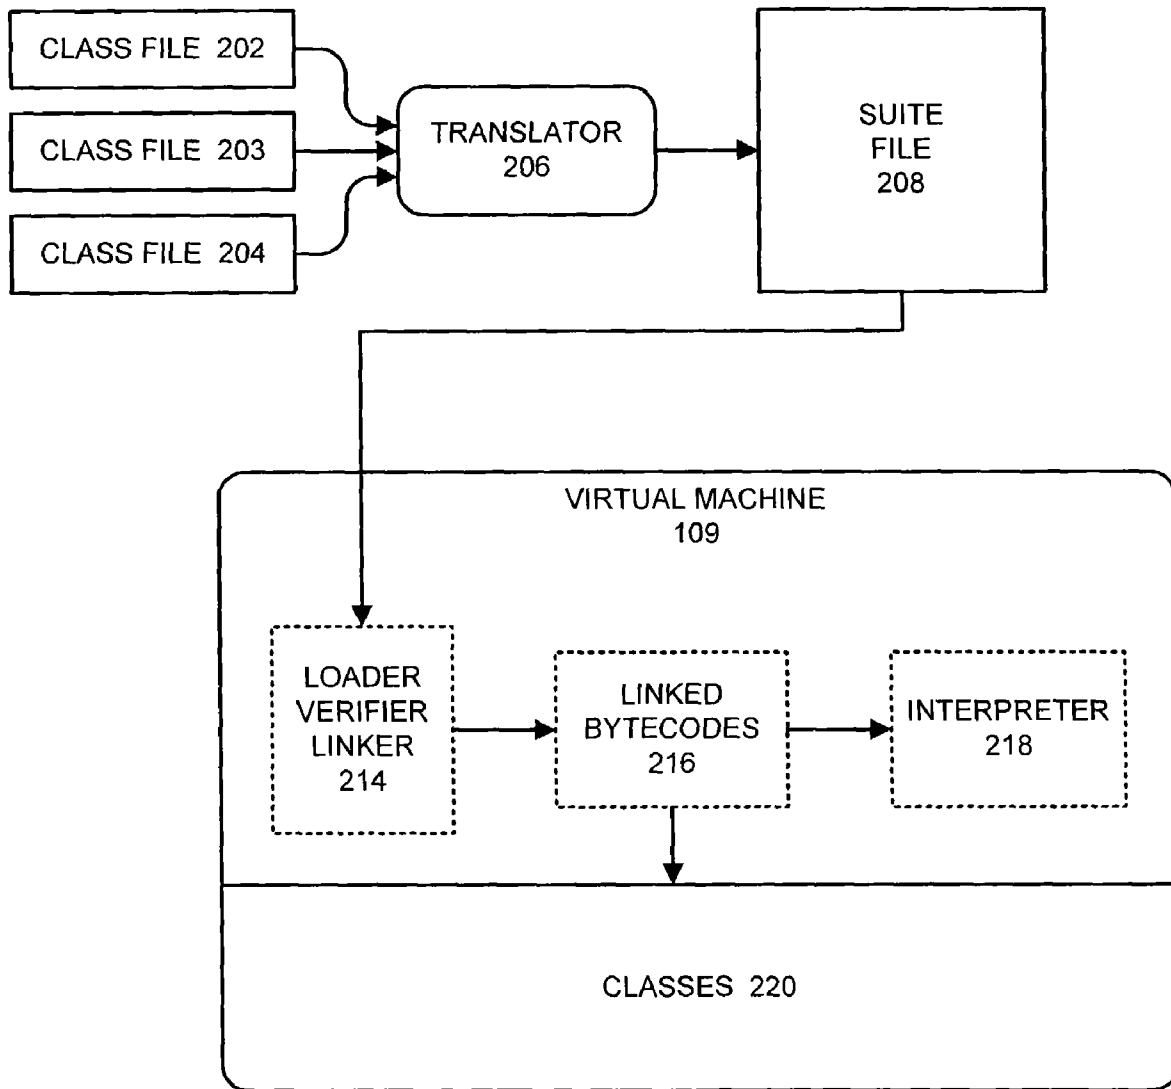 CLASS FILE 202
CLASS FILE 203
CLASS FILE 204
TRANSLATOR
206
SUITE
FILE
208
VIRTUAL MACHINE
109
LOADER
VERIFIER
LINKER
214
LINKED
BYTECODES
216
INTERPRETER
218
CLASSES 220